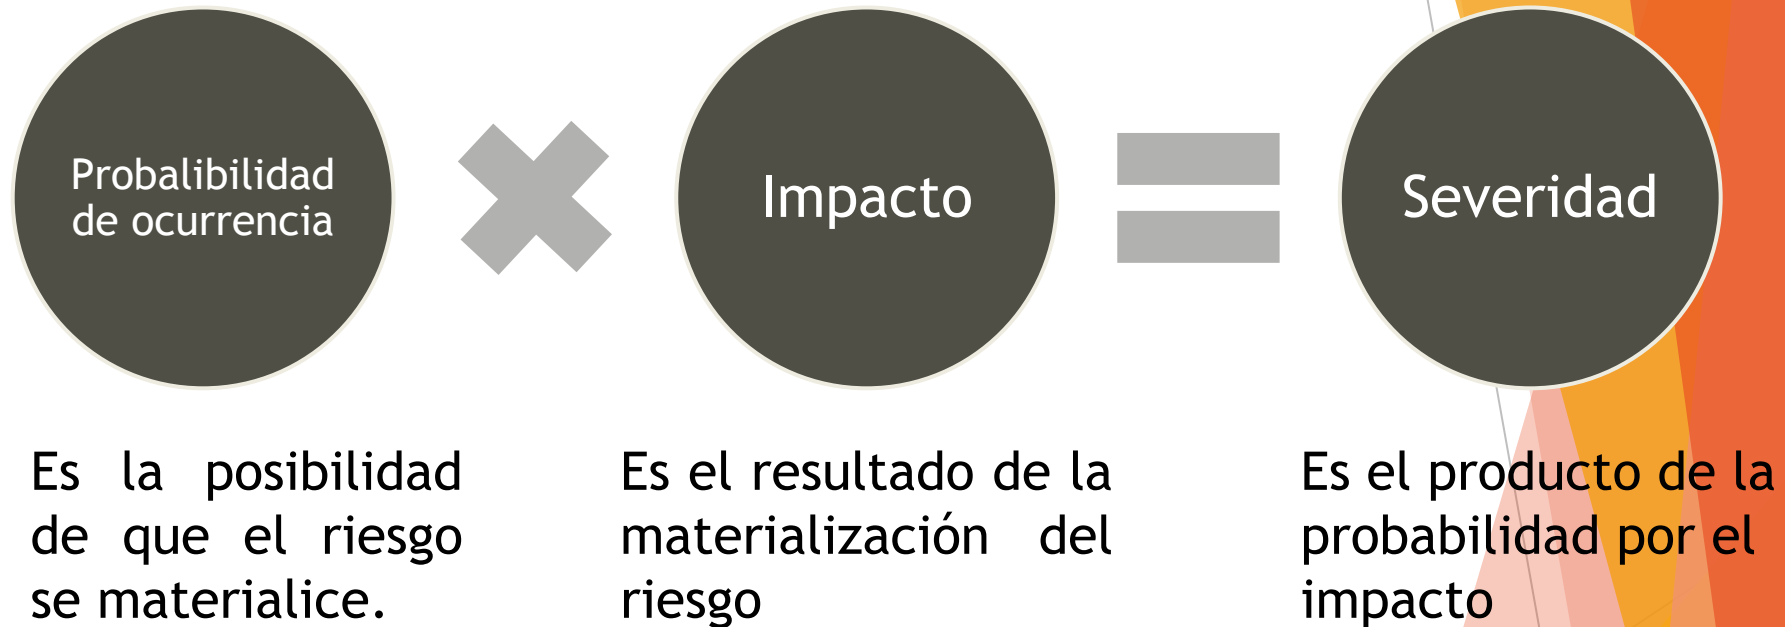 Probalibilidad
de ocurrencia
Impacto
Severidad
Es la posibilidad
de que el riesgo
se materialice.
Es el resultado de la
materialización del
riesgo
Es el producto de la
probabilidad por el
impacto